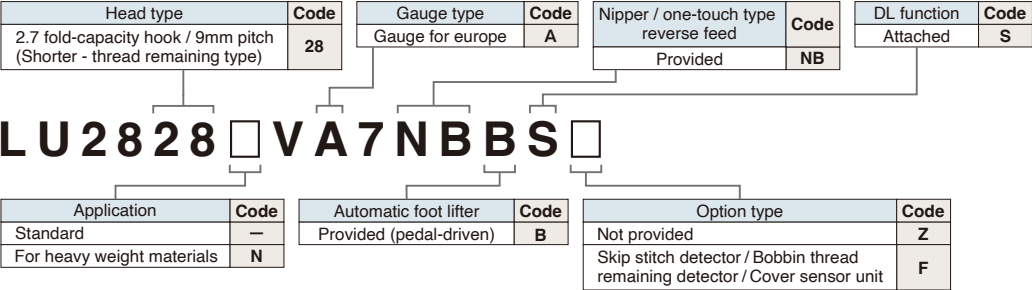 Head type Code
2.7 fold-capacity hook / 9mm pitch
(Shorter - thread remaining type) 28
Gauge type Code
Gauge for europe A
Nipper / one-touch type
reverse feed Code
Provided NB
DL function Code
Attached S
LU2828□VA7NBBS□
Application Code
Standard —
For heavy weight materials N
Automatic foot lifter Code
Provided (pedal-driven) B
Option type Code
Not provided Z
Skip stitch detector / Bobbin thread
remaining detector / Cover sensor unit F